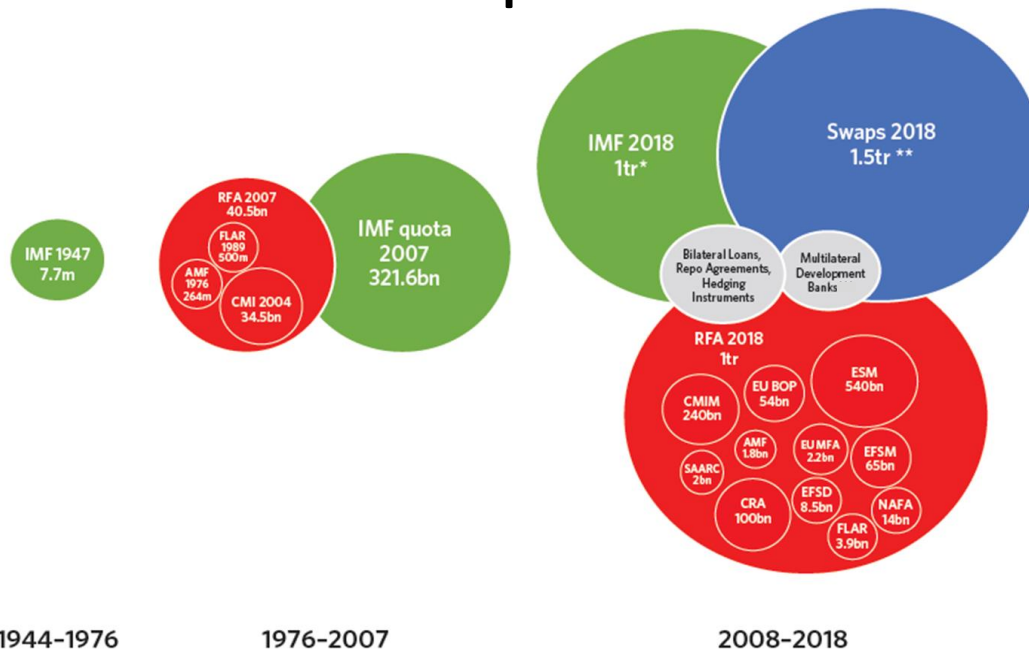 IMF 1947
7.7m
RFA 2007
40.5bn
FLAR
1989
500m
AMF
1976
264m
CMI 2004
34.5bn
IMF quota
2007
321.6bn
IMF 2018
1tr*
Swaps 2018
1.5tr **
Bilateral Loans,
Repo Agreements,
Hedging
Instruments
Multilateral
Development
Banks
RFA 2018
1tr
CMIM
240bn
EU BOP
54bn
ESM
540bn
AMF
1.8bn
EU MFA
2.2bn
EFSM
65bn
SAARC
2bn
CRA
100bn
EFSD
8.5bn
NAFA
14bn
FLAR
3.9bn
1944–1976
1976–2007
2008–2018